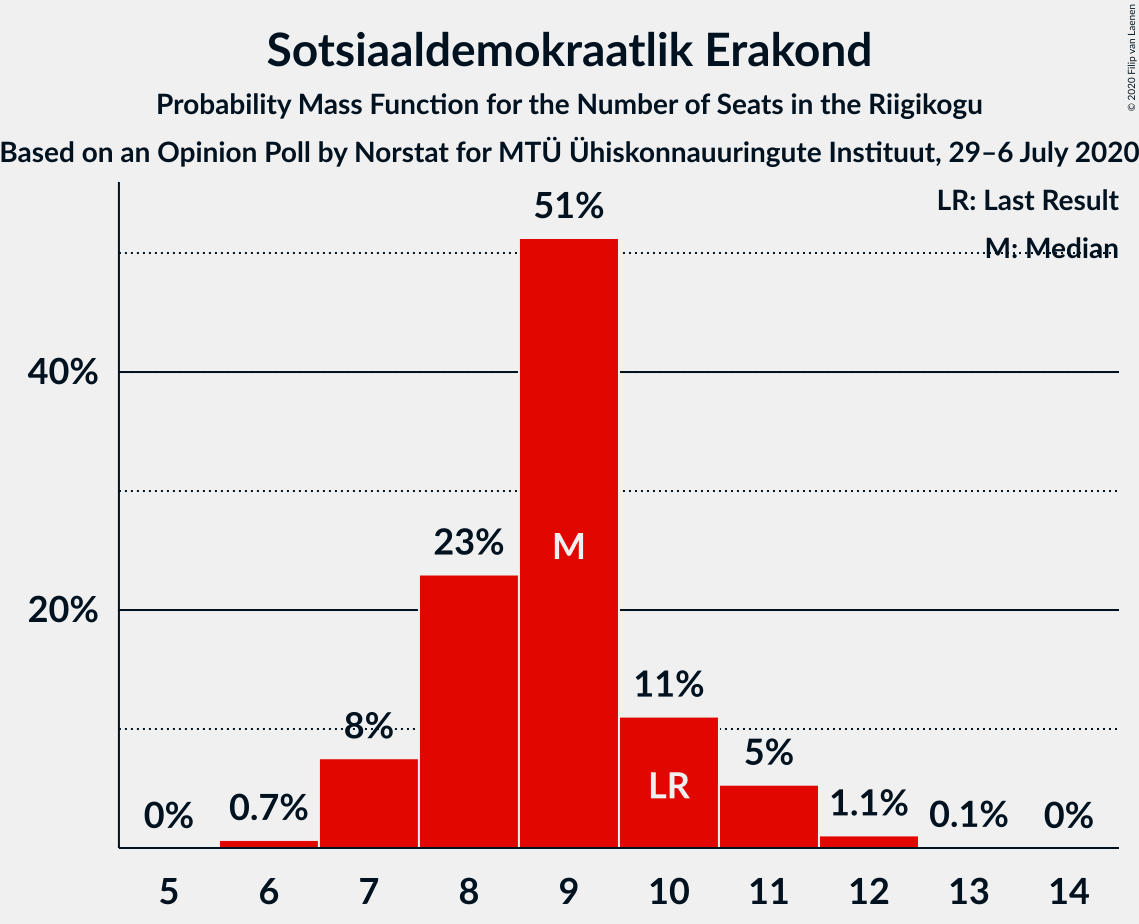 Sotsiaaldemokraatlik Erakond
Probability Mass Function for the Number of Seats in the Riigikogu
Based on an Opinion Poll by Norstat for MTÜ Ühiskonnauuringute Instituut, 29–6 July 2020
© 2020 Filip van Laenen
LR: Last Result
M: Median
51%
40%
23%
M
20%
11%
8%
5%
LR
0%
0.7%
1.1%
0.1%
0%
5 6 7 8 9 10 11 12 13 14